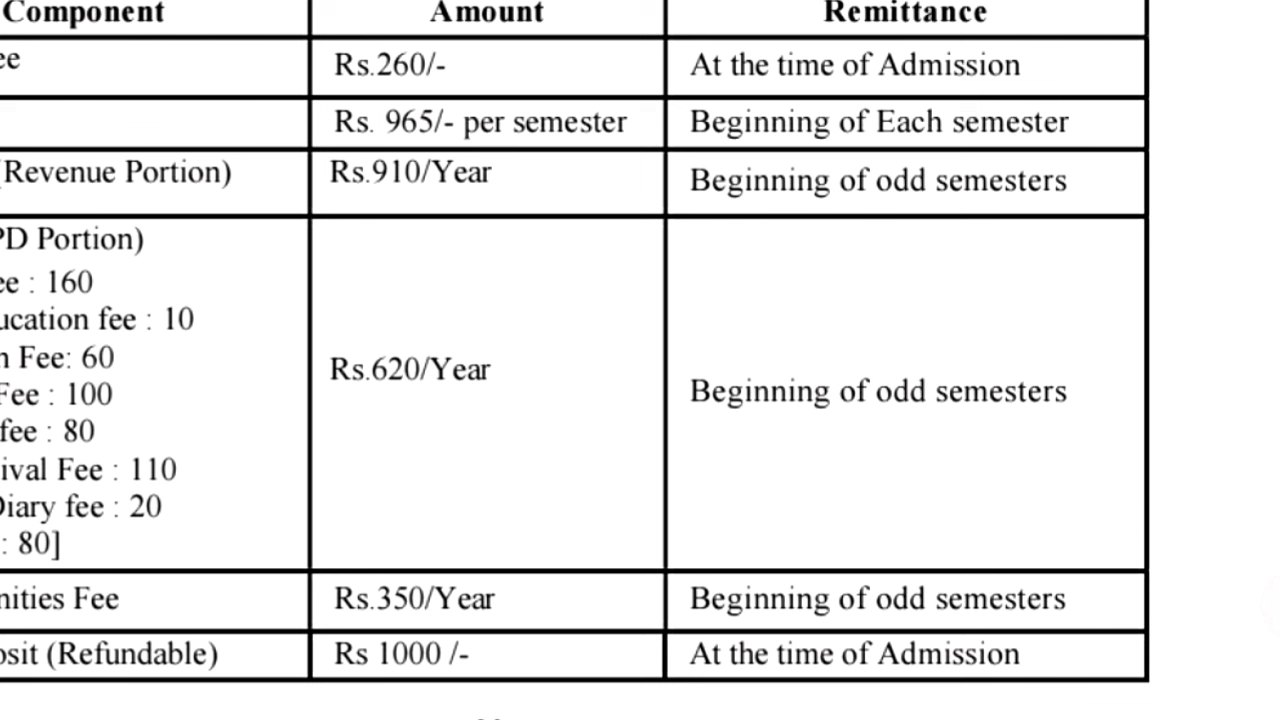 Component Amount Remittance
ee Rs.260/- At the time of Admission
Rs. 965/- per semester Beginning of Each semester
(Revenue Portion) Rs.910/Year Beginning of odd semesters
PD Portion)
ee : 160
ucation fee : 10
n Fee: 60
Fee : 100
fee : 80
ival Fee : 110
Diary fee : 20
: 80]
Rs.620/Year
Beginning of odd semesters
nities Fee Rs.350/Year Beginning of odd semesters
osit (Refundable) Rs 1000 /- At the time of Admission